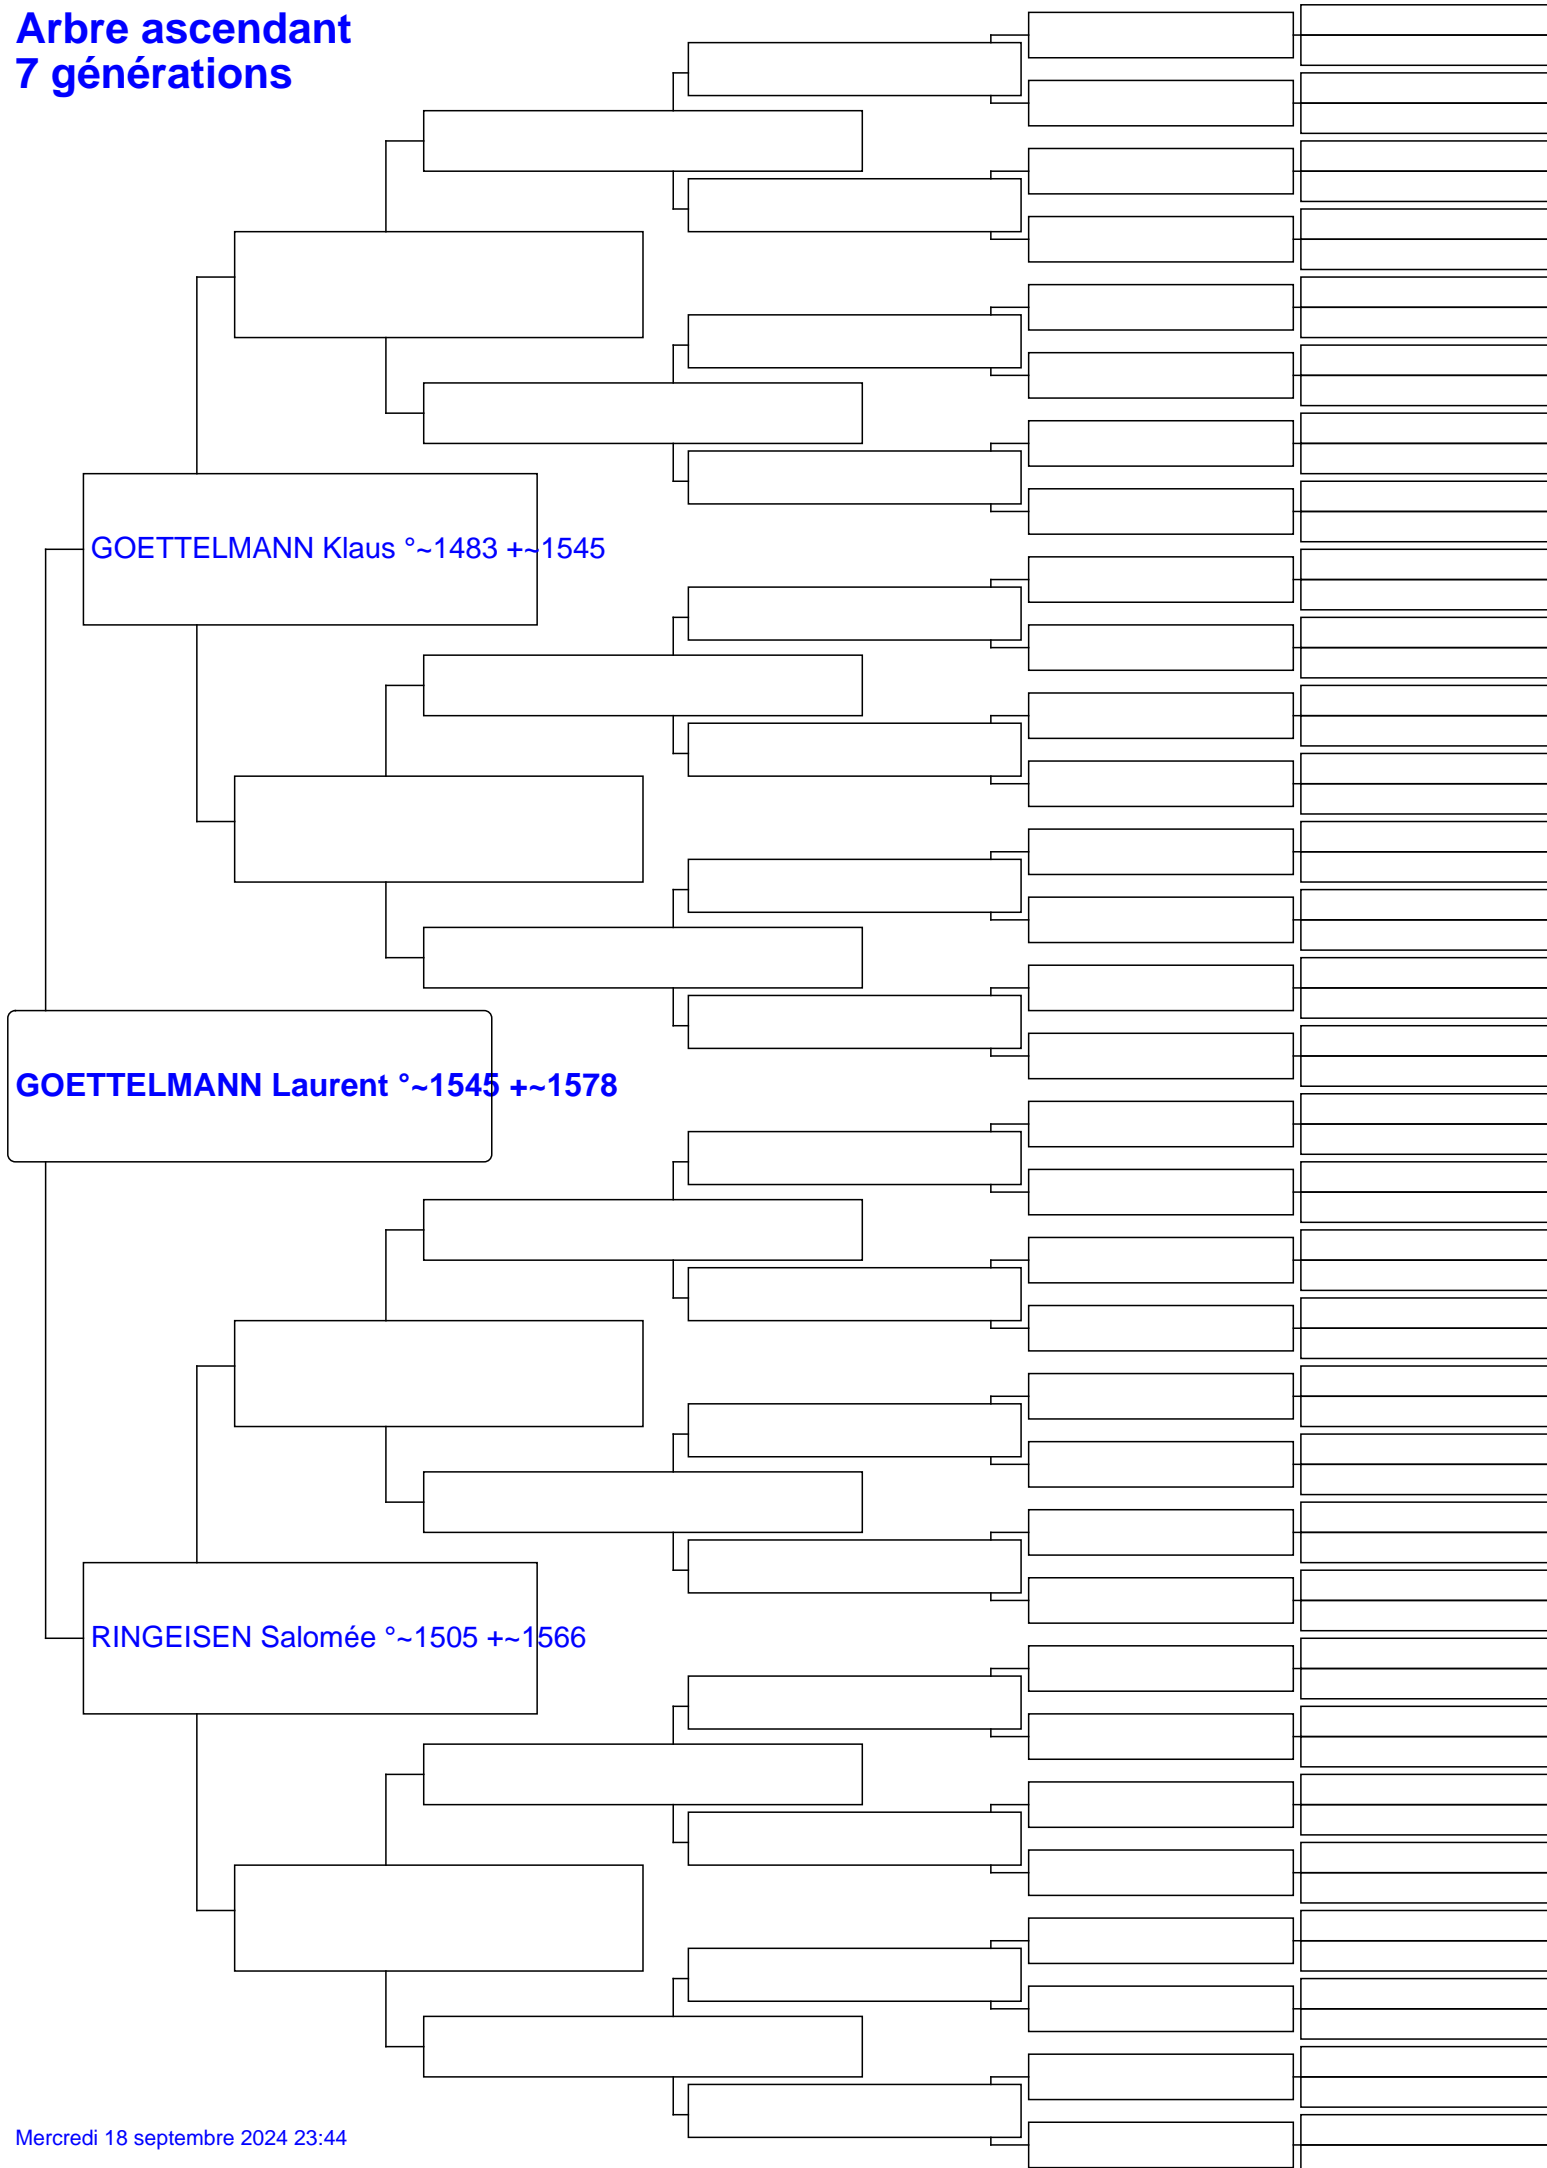 Arbre ascendant
7 générations
GOETTELMANN Klaus °~1483 +~1545
GOETTELMANN Laurent °~1545 +~1578
RINGEISEN Salomée °~1505 +~1566
Mercredi 18 septembre 2024 23:44